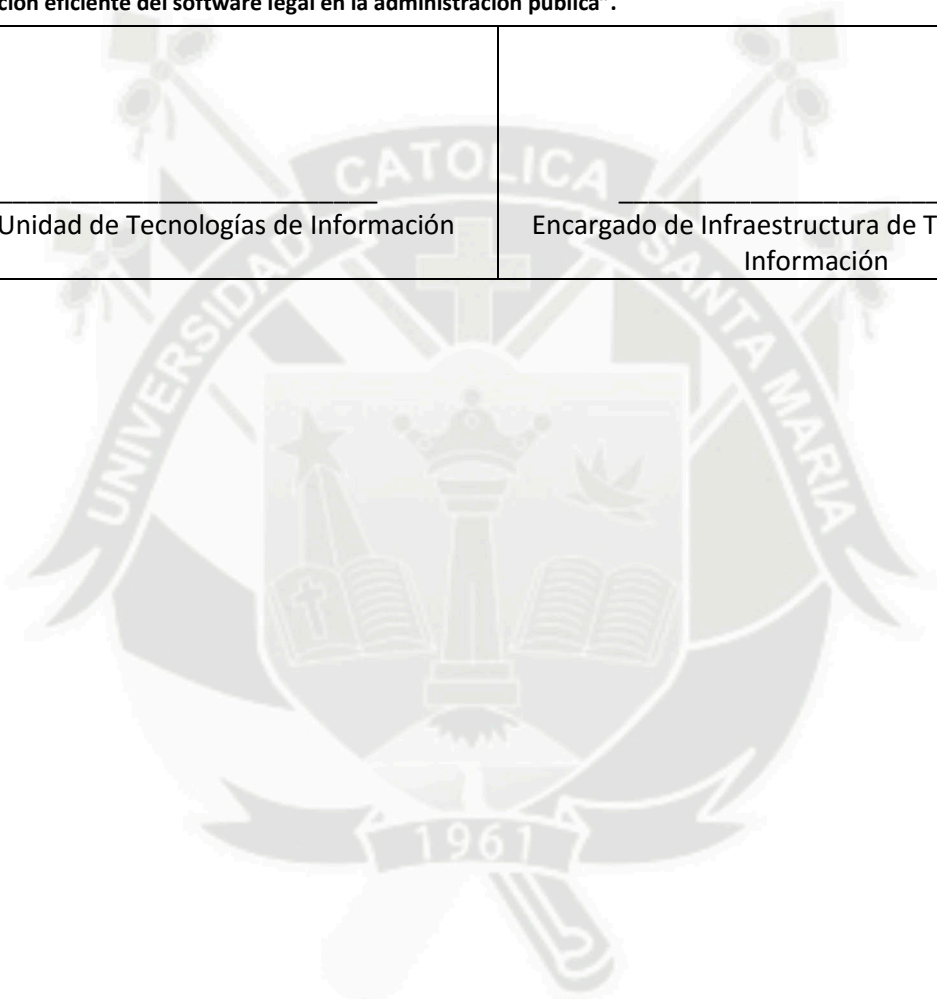 ción eficiente del software legal en la administración pública”.
Unidad de Tecnologías de Información
Encargado de Infraestructura de T
Información
UNIVERSIDAD CATOLICA SANTA MARIA
1961